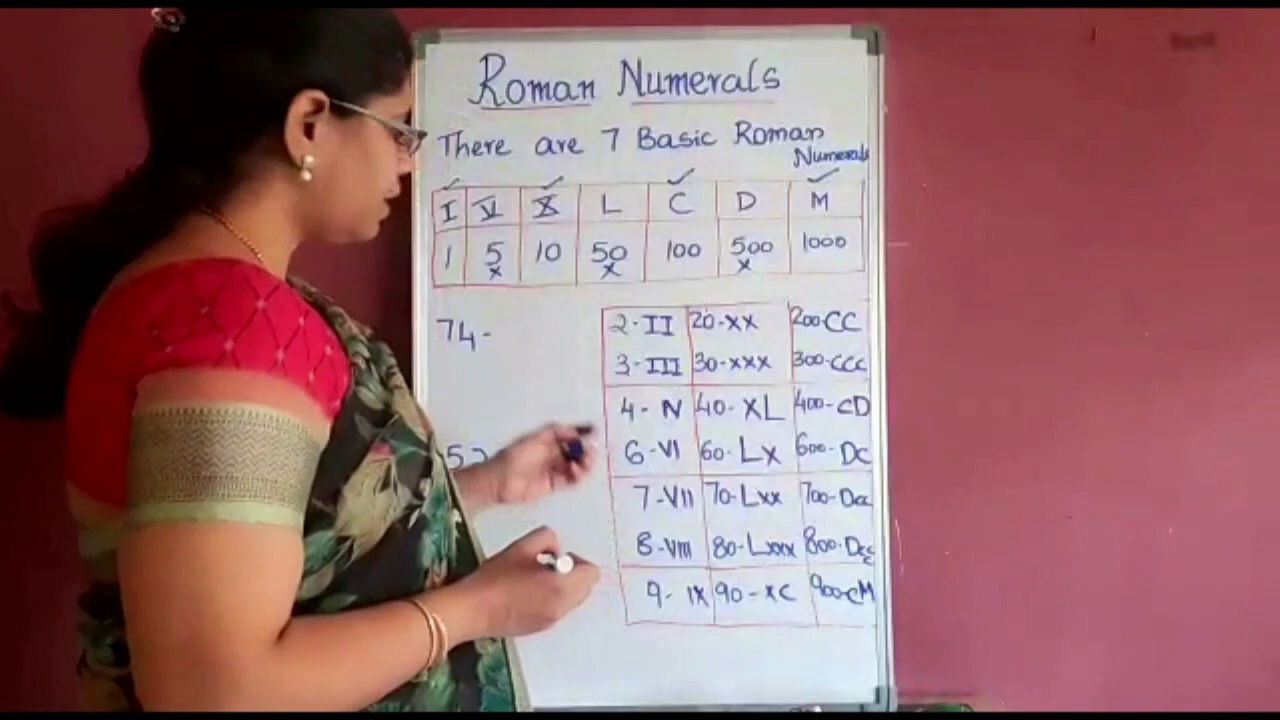 Roman Numerals
There are 7 Basic Roman
Numerals
I V X L C D M
1 5 10 50 100 500 1000
x x x
74-
2-II 20-xx 200-CC
3-III 30-xxx 300-CCC
4-IV 40-XL 400-CD
6-VI 60-Lx 600-DC
7-VII 70-Lxx 700-Dcc
8-VIII 80-Lxxx 800-Dccc
9-IX 90-xc 900-CM